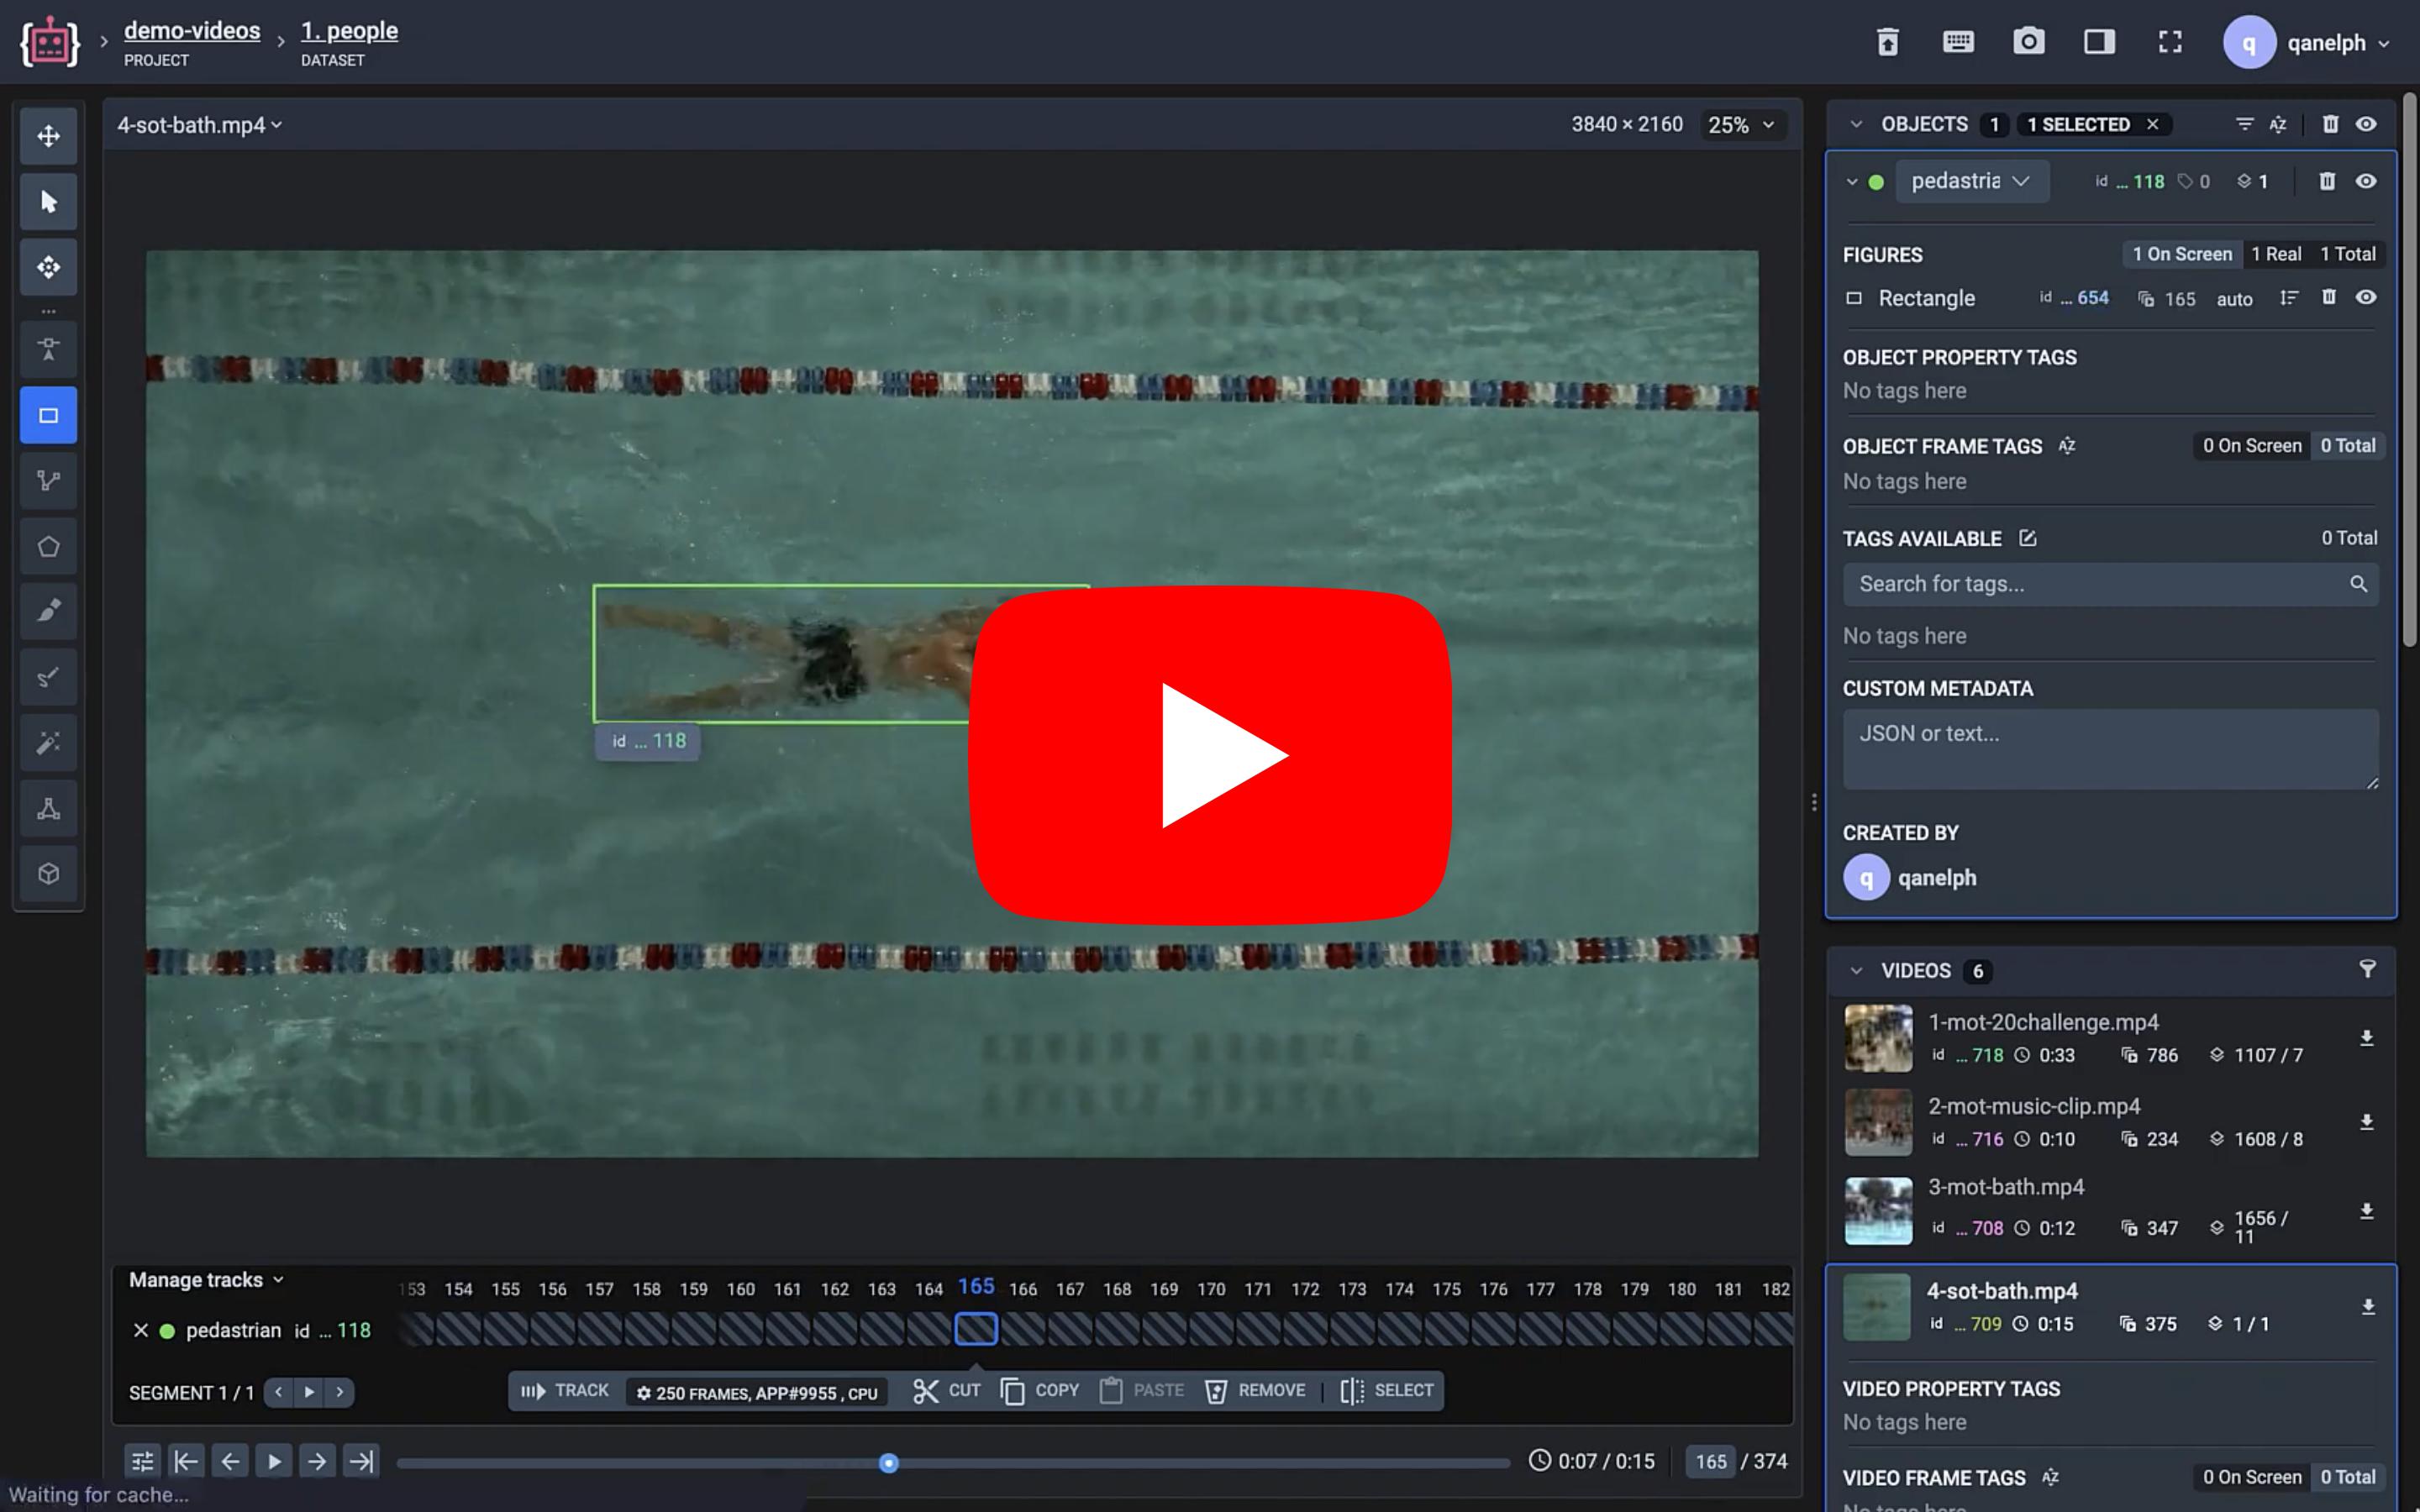 demo-videos
PROJECT
1. people
DATASET
q
qanelph
4-sot-bath.mp4
3840 × 2160
25%
id ... 118
OBJECTS 1 1 SELECTED
pedastria
id ... 118 0 1
FIGURES 1 On Screen 1 Real 1 Total
Rectangle id ... 654 165 auto
OBJECT PROPERTY TAGS
No tags here
OBJECT FRAME TAGS AZ 0 On Screen 0 Total
No tags here
TAGS AVAILABLE 0 Total
Search for tags...
No tags here
CUSTOM METADATA
JSON or text...
CREATED BY
q qanelph
VIDEOS 6
1-mot-20challenge.mp4
id ... 718 0:33 786 1107 / 7
2-mot-music-clip.mp4
id ... 716 0:10 234 1608 / 8
3-mot-bath.mp4
id ... 708 0:12 347 1656 /
11
4-sot-bath.mp4
id ... 709 0:15 375 1 / 1
VIDEO PROPERTY TAGS
No tags here
VIDEO FRAME TAGS AZ 0 On Screen 0 Total
No tags here
Manage tracks
153 154 155 156 157 158 159 160 161 162 163 164 165 166 167 168 169 170 171 172 173 174 175 176 177 178 179 180 181 182
pedastrian id ... 118
SEGMENT 1 / 1
TRACK 250 FRAMES, APP#9955 , CPU CUT COPY PASTE REMOVE SELECT
0:07 / 0:15 165 / 374
Waiting for cache...